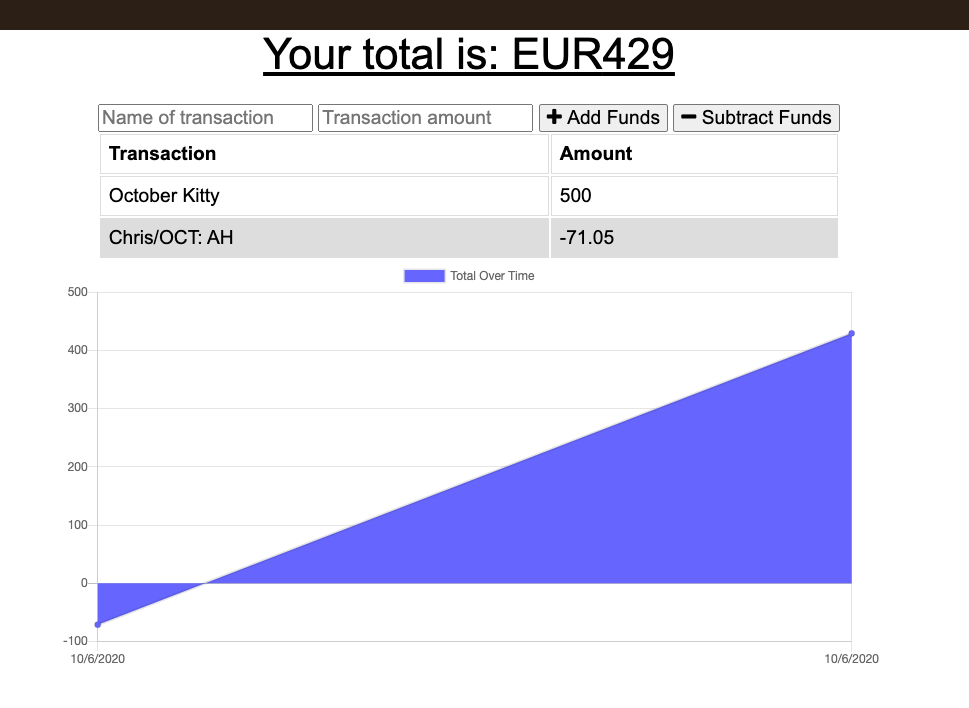 Your total is: EUR429
Name of transaction Transaction amount Add Funds Subtract Funds
Transaction Amount
October Kitty 500
Chris/OCT: AH -71.05
Total Over Time
500
400
300
200
100
0
-100
10/6/2020 10/6/2020